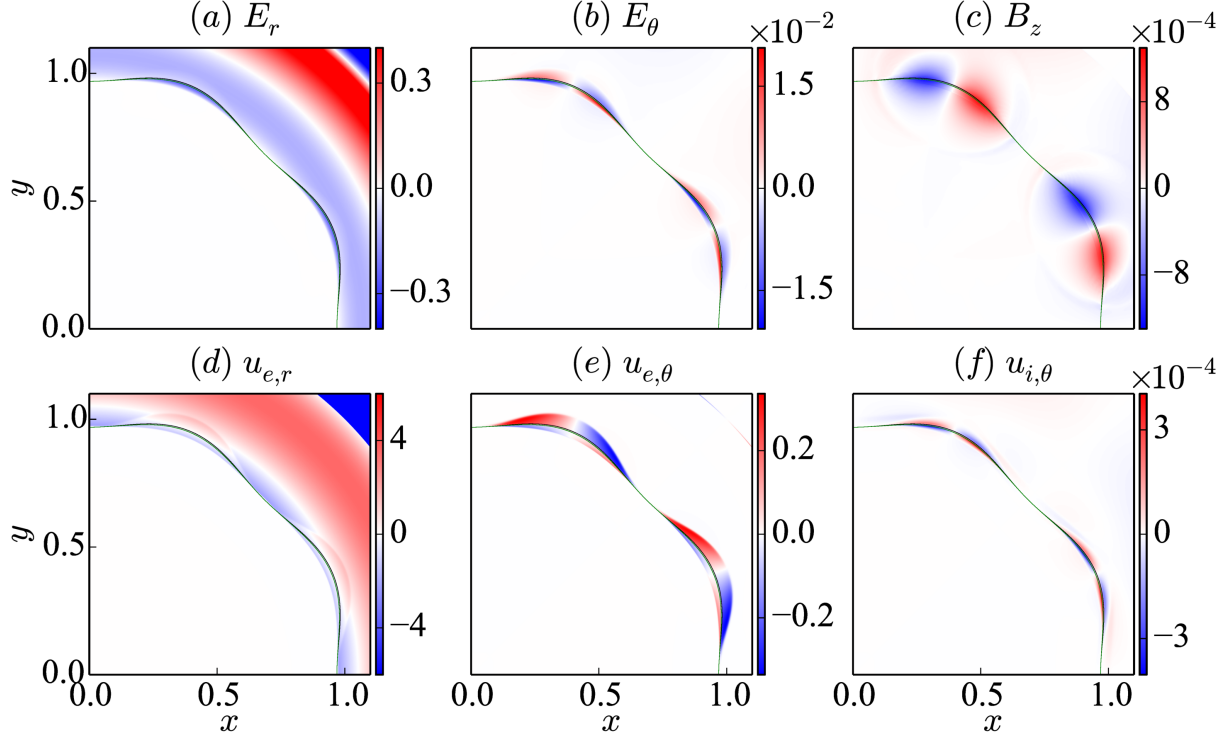 (a) E_r
(b) E_θ
(c) B_z
×10⁻²
×10⁻⁴
y
1.0
0.5
0.0
0.3
0.0
−0.3
1.5
0.0
−1.5
8
0
−8
(d) u_{e,r}
(e) u_{e,θ}
(f) u_{i,θ}
×10⁻⁴
y
1.0
0.5
0.0
4
0
−4
0.2
0.0
−0.2
3
0
−3
0.0 0.5 1.0
0.0 0.5 1.0
0.0 0.5 1.0
x
x
x